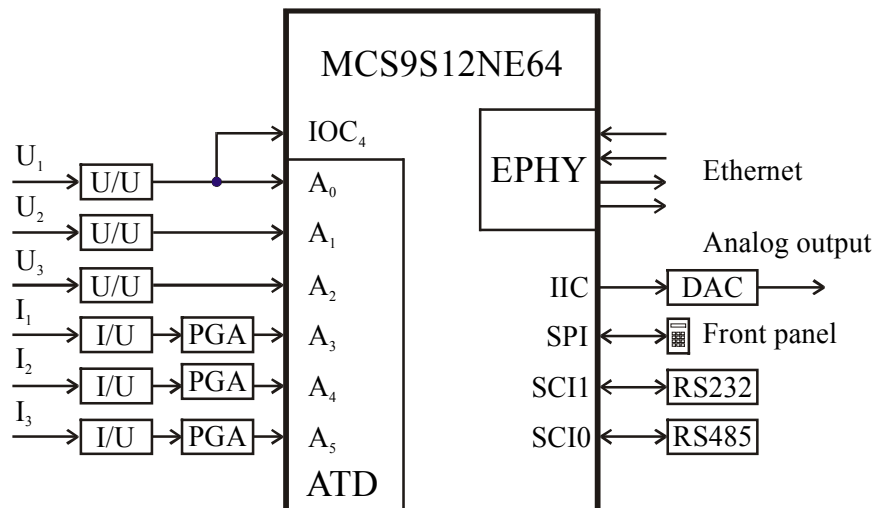 MCS9S12NE64
IOC4
U1
U/U
A0
U2
U/U
A1
U3
U/U
A2
I1
I/U
PGA
A3
I2
I/U
PGA
A4
I3
I/U
PGA
A5
ATD
EPHY
Ethernet
Analog output
IIC
DAC
SPI
Front panel
SCI1
RS232
SCI0
RS485